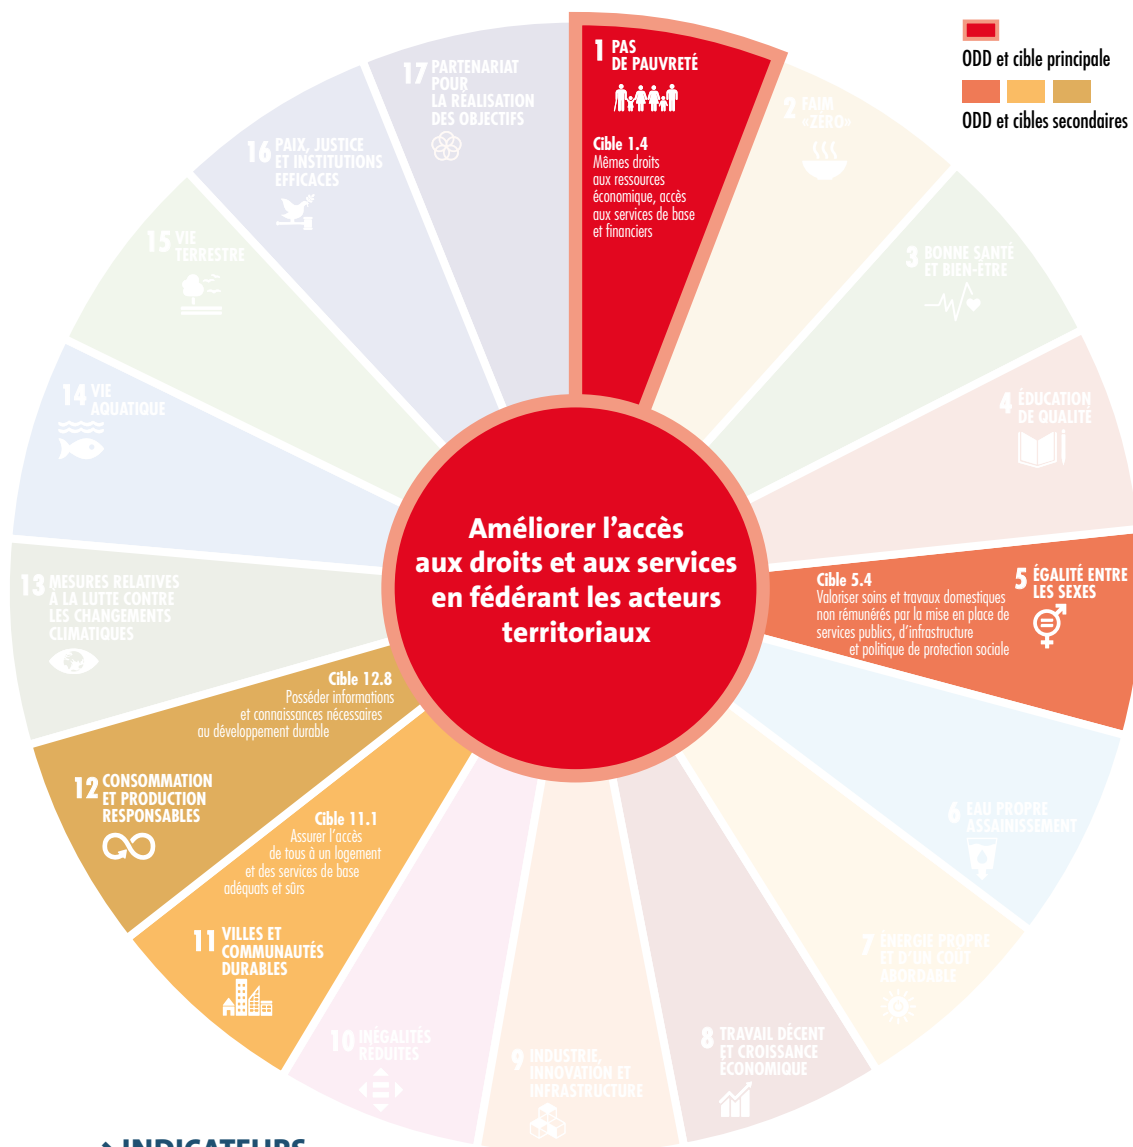 1 PAS
DE PAUVRETÉ
Cible 1.4
Mêmes droits
aux ressources
économique, accès
aux services de base
et financiers
ODD et cible principale
ODD et cibles secondaires
2 FAIM
«ZÉRO»
3 BONNE SANTÉ
ET BIEN-ÊTRE
4 ÉDUCATION
DE QUALITÉ
5 ÉGALITÉ ENTRE
LES SEXES
Cible 5.4
Valoriser soins et travaux domestiques
non rémunérés par la mise en place de
services publics, d’infrastructure
et politique de protection sociale
6 EAU PROPRE
ASSAINISSEMENT
7 ENERGIE PROPRE
ET D’UN COÛT
ABORDABLE
8 TRAVAIL DÉCENT
ET CROISSANCE
ÉCONOMIQUE
9 INDUSTRIE,
INNOVATION ET
INFRASTRUCTURE
10 INÉGALITÉS
RÉDUITES
Cible 11.1
Assurer l’accès
de tous à un logement
et des services de base
adéquats et sûrs
11 VILLES ET
COMMUNAUTÉS
DURABLES
Cible 12.8
Posséder informations
et connaissances nécessaires
au développement durable
12 CONSOMMATION
ET PRODUCTION
RESPONSABLES
13 MESURES RELATIVES
A LA LUTTE CONTRE
LES CHANGEMENTS
CLIMATIQUES
14 VIE
AQUATIQUE
15 VIE
TERRESTRE
16 PAIX, JUSTICE
ET INSTITUTIONS
EFFICACES
17 PARTENARIAT
POUR
LA RÉALISATION
DES OBJECTIFS
Améliorer l’accès
aux droits et aux services
en fédérant les acteurs
territoriaux
INDICATEURS